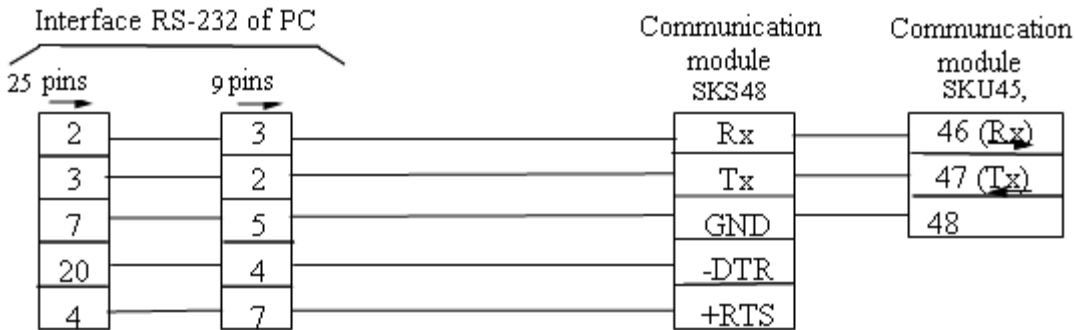 Interface RS-232 of PC
Communication
module
SKS48
Communication
module
SKU45,
25 pins
9 pins
2 3 Rx 46 (Rx)
3 2 Tx 47 (Tx)
7 5 GND 48
20 4 -DTR
4 7 +RTS